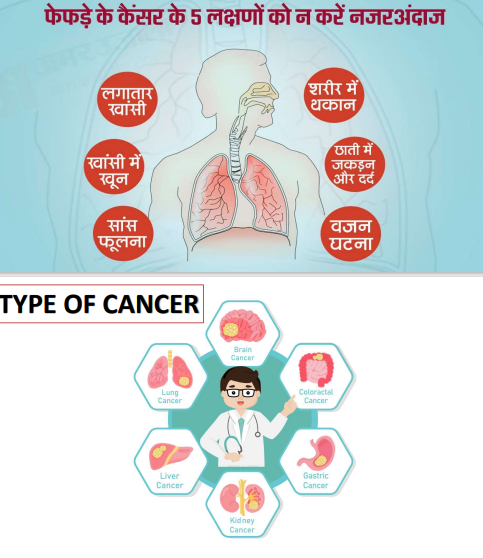 फेफड़े के कैंसर के 5 लक्षणों को न करें नजरअंदाज
लगातार
खांसी
शरीर में
थकान
खांसी में
खून
छाती में
जकड़न
और दर्द
सांस
फूलना
वजन
घटना
TYPE OF CANCER
Brain
Cancer
Lung
Cancer
Coloractal
Cancer
Liver
Cancer
Gastric
Cancer
Kidney
Cancer